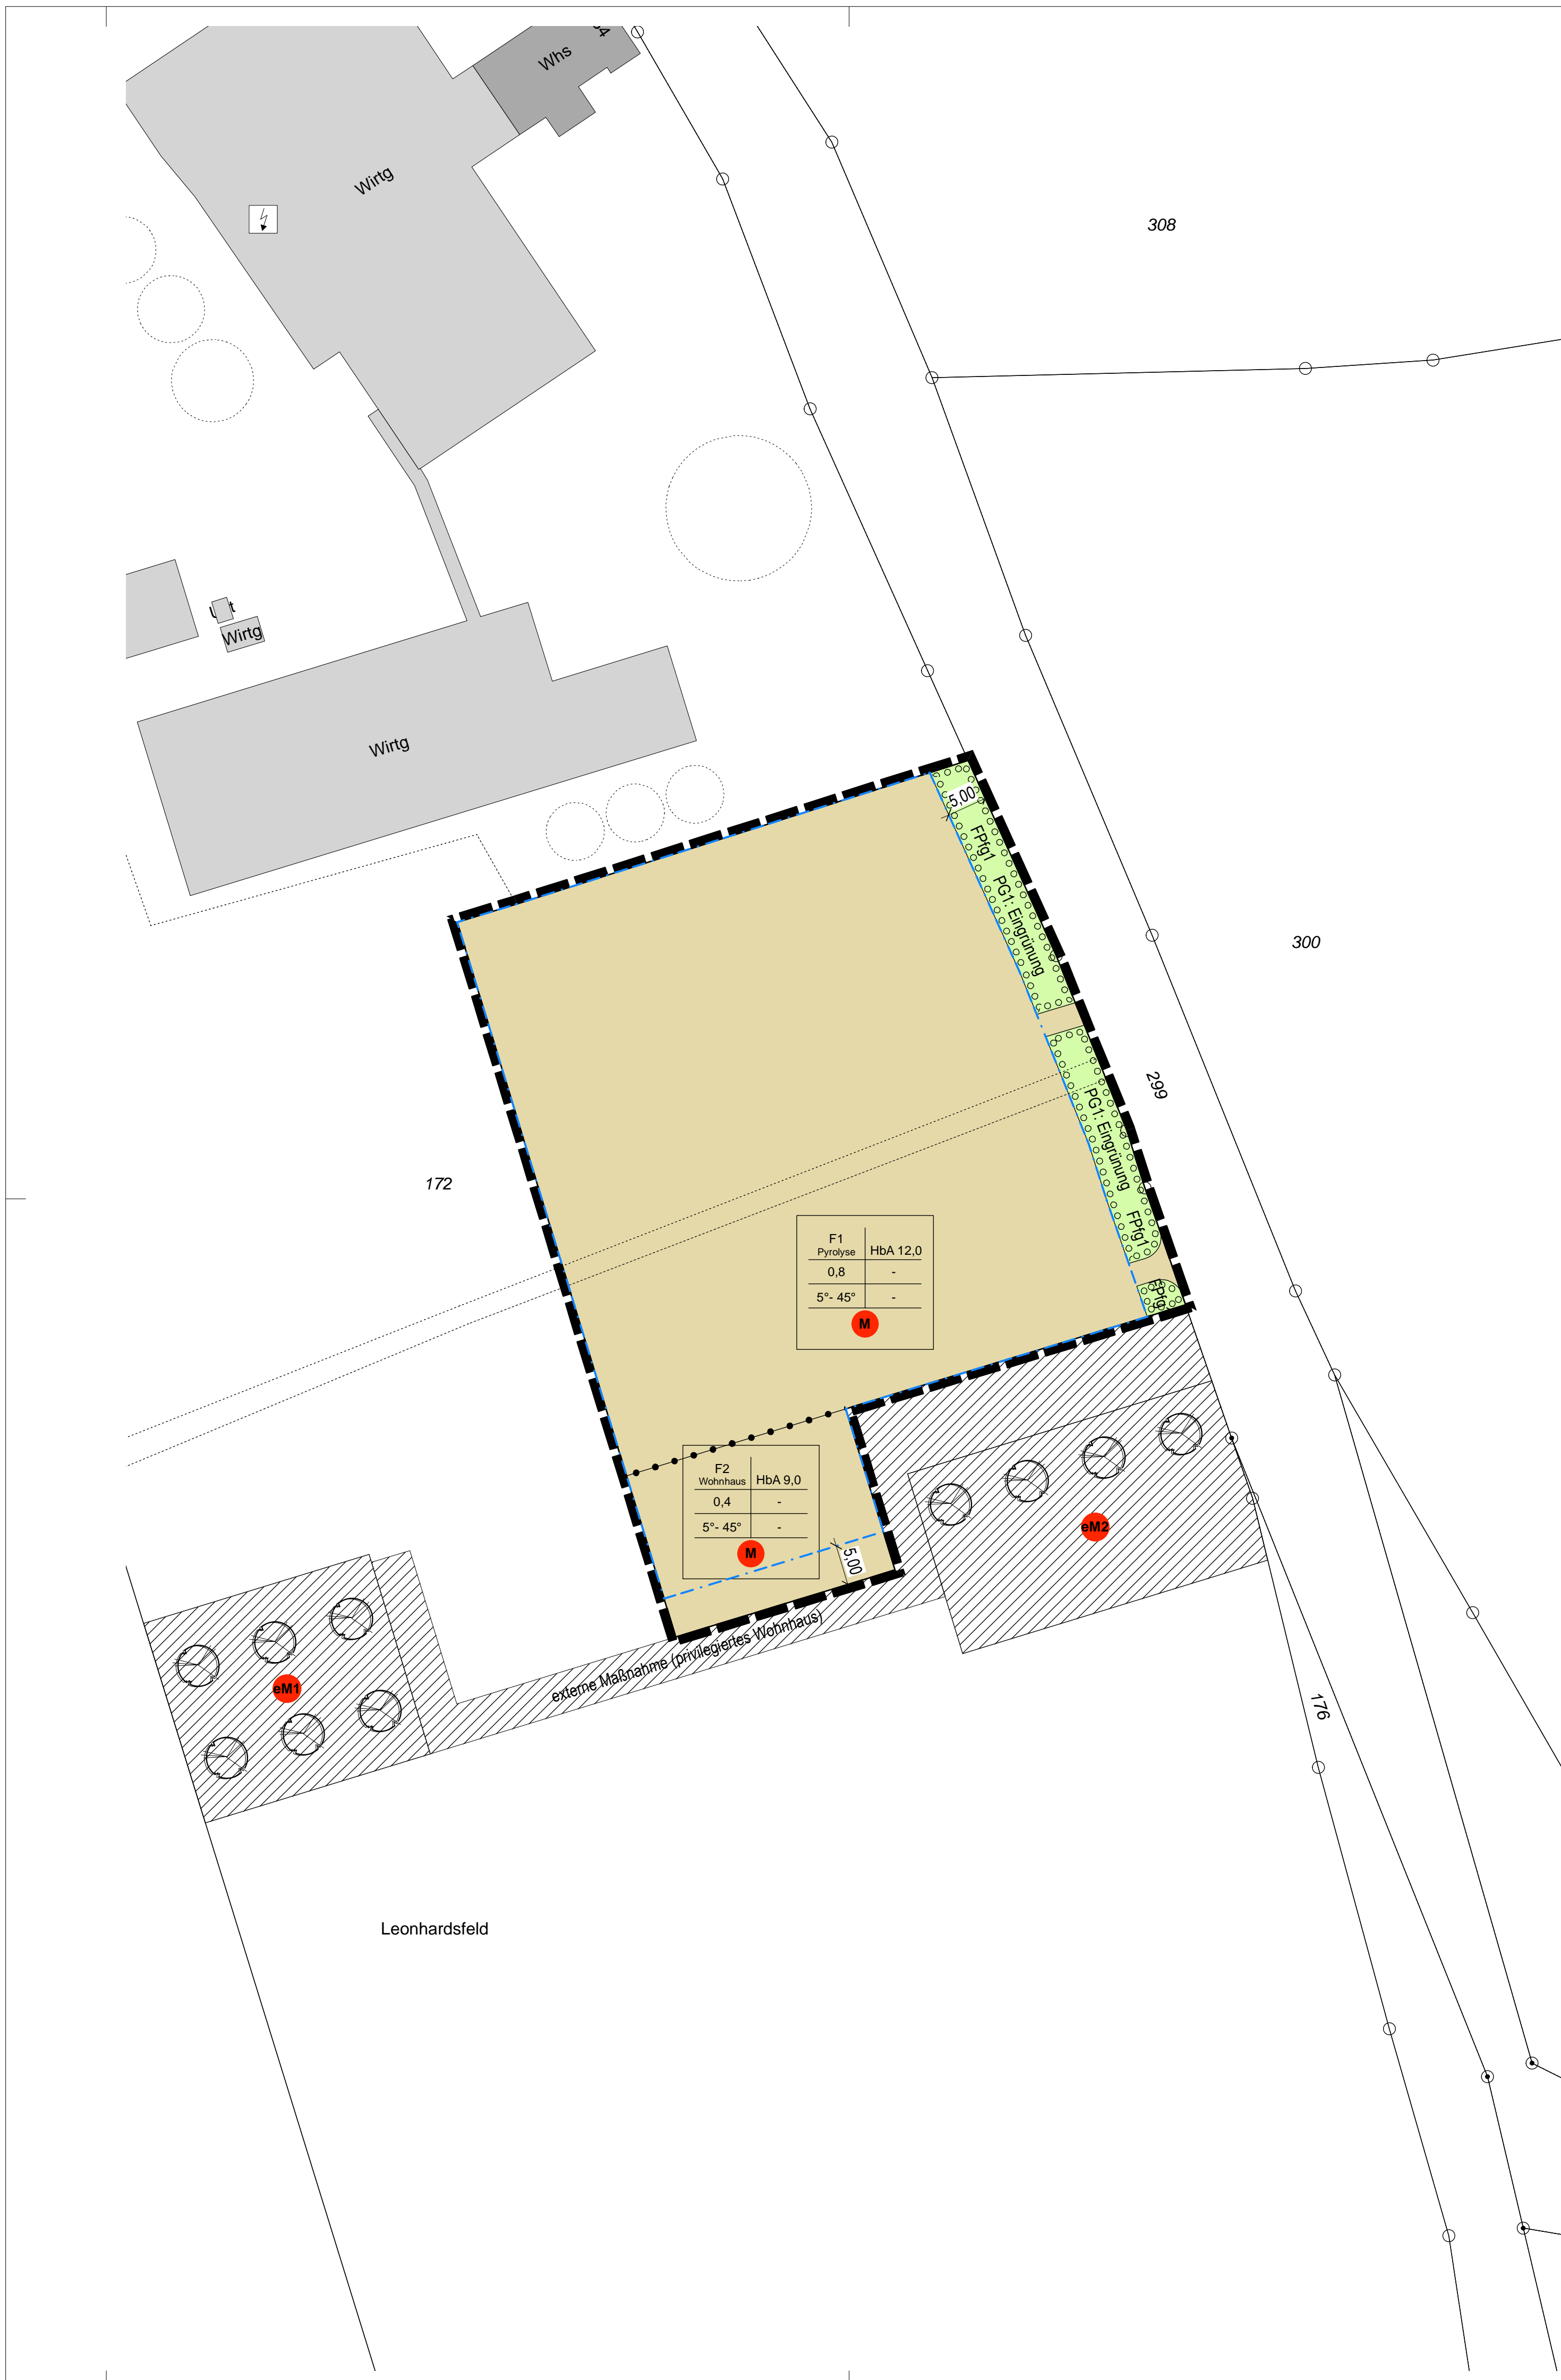 Whs
Wirtg
308
Wirtg
Wirtg
5,00
FPfg1
PG1: Eingrünung
300
299
PG1: Eingrünung
FPfg1
172
F1
Pyrolyse
HbA 12,0
0,8
-
5°- 45°
-
M
FPfg
F2
Wohnhaus
HbA 9,0
0,4
-
5°- 45°
-
M
5,00
eM2
externe Maßnahme (privilegiertes Wohnhaus)
eM1
176
Leonhardsfeld